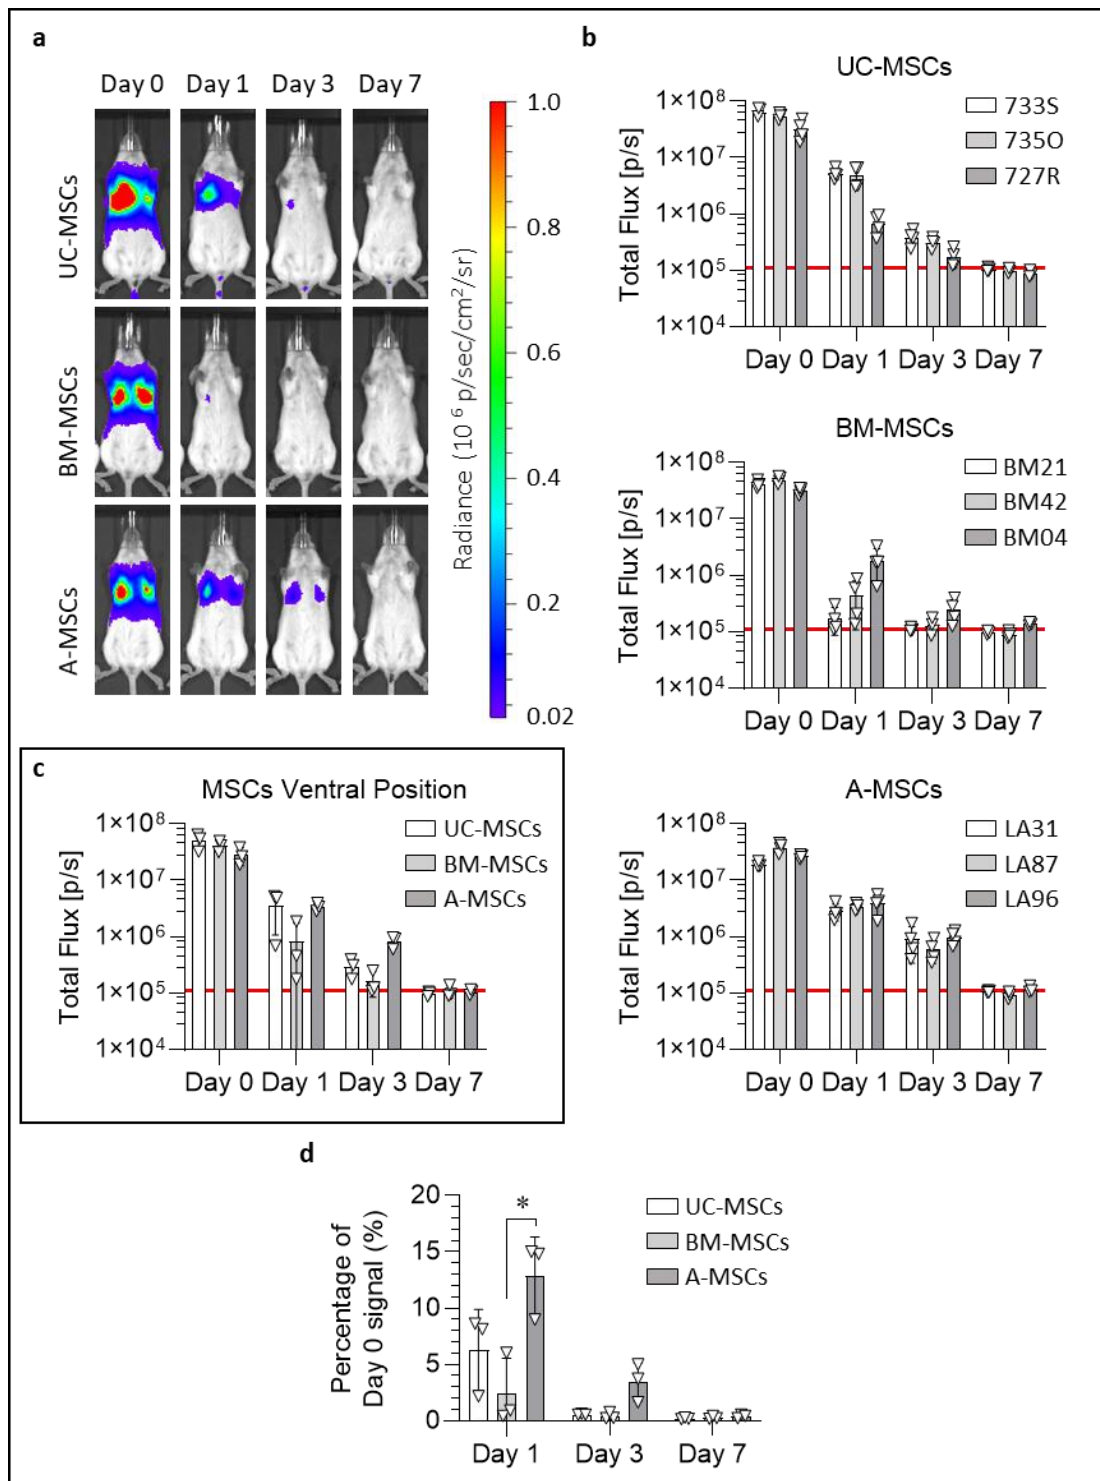 a
Day 0 Day 1 Day 3 Day 7
UC-MSCs
BM-MSCs
A-MSCs
1.0
0.8
0.6
0.4
0.2
0.02
Radiance (10 6 p/sec/cm2/sr)
b
UC-MSCs
Total Flux [p/s]
1×10⁸
1×10⁷
1×10⁶
1×10⁵
1×10⁴
733S
735O
727R
Day 0 Day 1 Day 3 Day 7
BM-MSCs
Total Flux [p/s]
1×10⁸
1×10⁷
1×10⁶
1×10⁵
1×10⁴
BM21
BM42
BM04
Day 0 Day 1 Day 3 Day 7
A-MSCs
Total Flux [p/s]
1×10⁸
1×10⁷
1×10⁶
1×10⁵
1×10⁴
LA31
LA87
LA96
Day 0 Day 1 Day 3 Day 7
c
MSCs Ventral Position
Total Flux [p/s]
1×10⁸
1×10⁷
1×10⁶
1×10⁵
1×10⁴
UC-MSCs
BM-MSCs
A-MSCs
Day 0 Day 1 Day 3 Day 7
d
Percentage of
Day 0 signal (%)
20
15
10
5
0
*
UC-MSCs
BM-MSCs
A-MSCs
Day 1 Day 3 Day 7